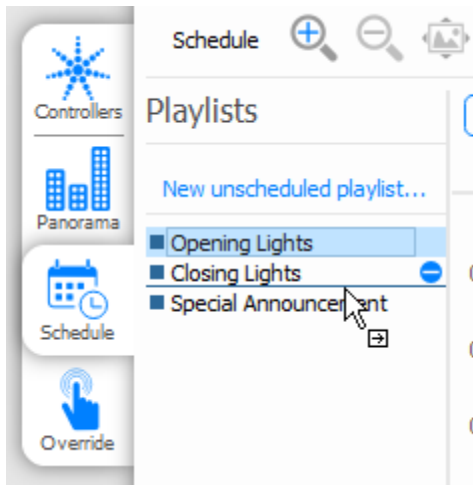 Schedule
Controllers
Playlists
New unscheduled playlist...
Panorama
Opening Lights
Closing Lights
Special Announcement
Schedule
Override